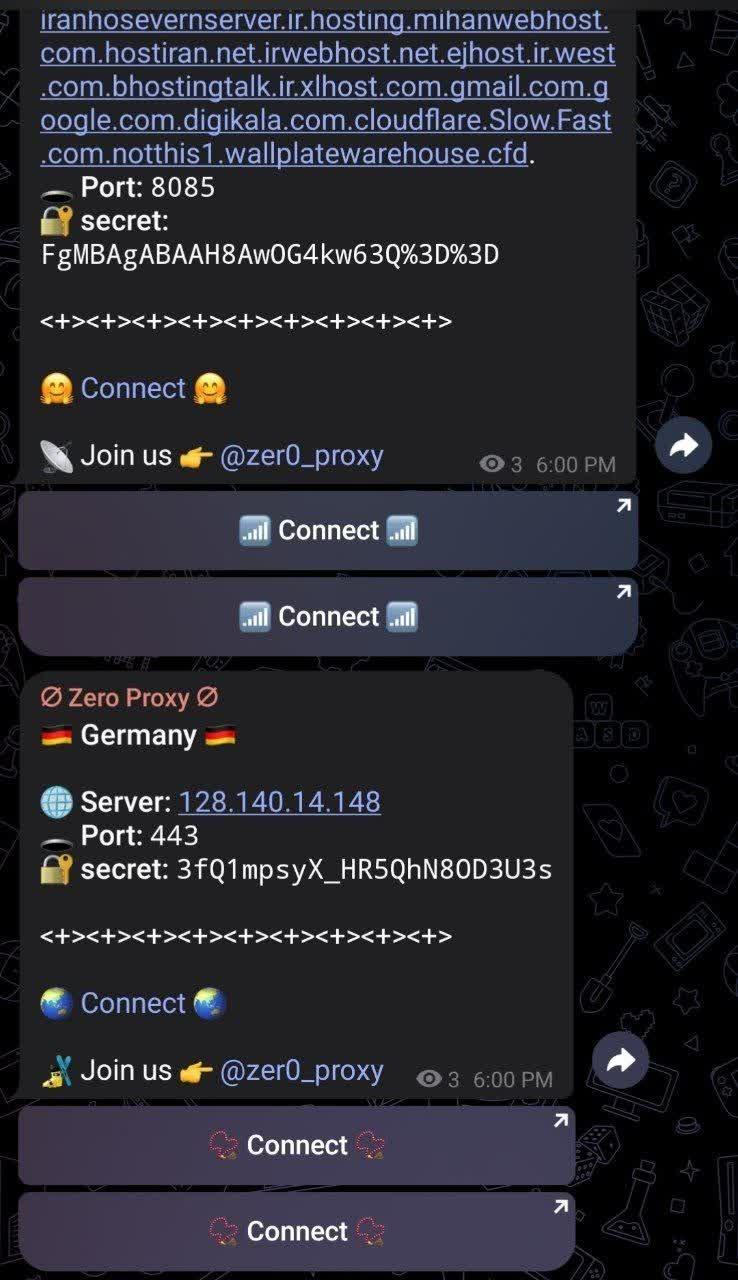 iranhosevernserver.ir.hosting.mihanwebhost.
com.hostiran.net.irwebhost.net.ejhost.ir.west
.com.bhostingtalk.ir.xlhost.com.gmail.com.g
oogle.com.digikala.com.cloudflare.Slow.Fast
.com.notthis1.wallplatewarehouse.cfd.
🕳 Port: 8085
🔐 secret:
FgMBAgABAAH8AwOG4kw63Q%3D%3D
<+><+><+><+><+><+><+><+><+>
🤗 Connect 🤗
📡 Join us 👉 @zer0_proxy
3 6:00 PM
📶 Connect 📶
📶 Connect 📶
∅ Zero Proxy ∅
🇩🇪 Germany 🇩🇪
🌐 Server: 128.140.14.148
🕳 Port: 443
🔐 secret: 3fQ1mpsyX_HR5QhN8OD3U3s
<+><+><+><+><+><+><+><+><+>
🌏 Connect 🌏
Join us 👉 @zer0_proxy
3 6:00 PM
📿 Connect 📿
📿 Connect 📿
W
A S D